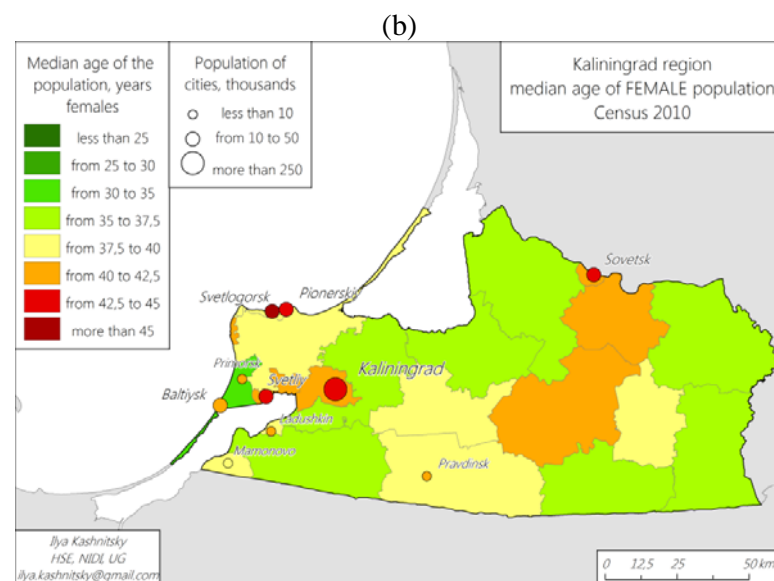 (b)
Median age of the
population, years
females
less than 25
from 25 to 30
from 30 to 35
from 35 to 37,5
from 37,5 to 40
from 40 to 42,5
from 42,5 to 45
more than 45
Population of
cities, thousands
less than 10
from 10 to 50
more than 250
Kaliningrad region
median age of FEMALE population
Census 2010
Sovetsk
Svetlogorsk
Pionerskiy
Primorsk
Baltiysk
Svetliy
Kaliningrad
Ladushkin
Mamonovo
Pravdinsk
Ilya Kashnitsky
HSE, NIDI, UG
ilya.kashnitsky@gmail.com
0 12,5 25 50 km